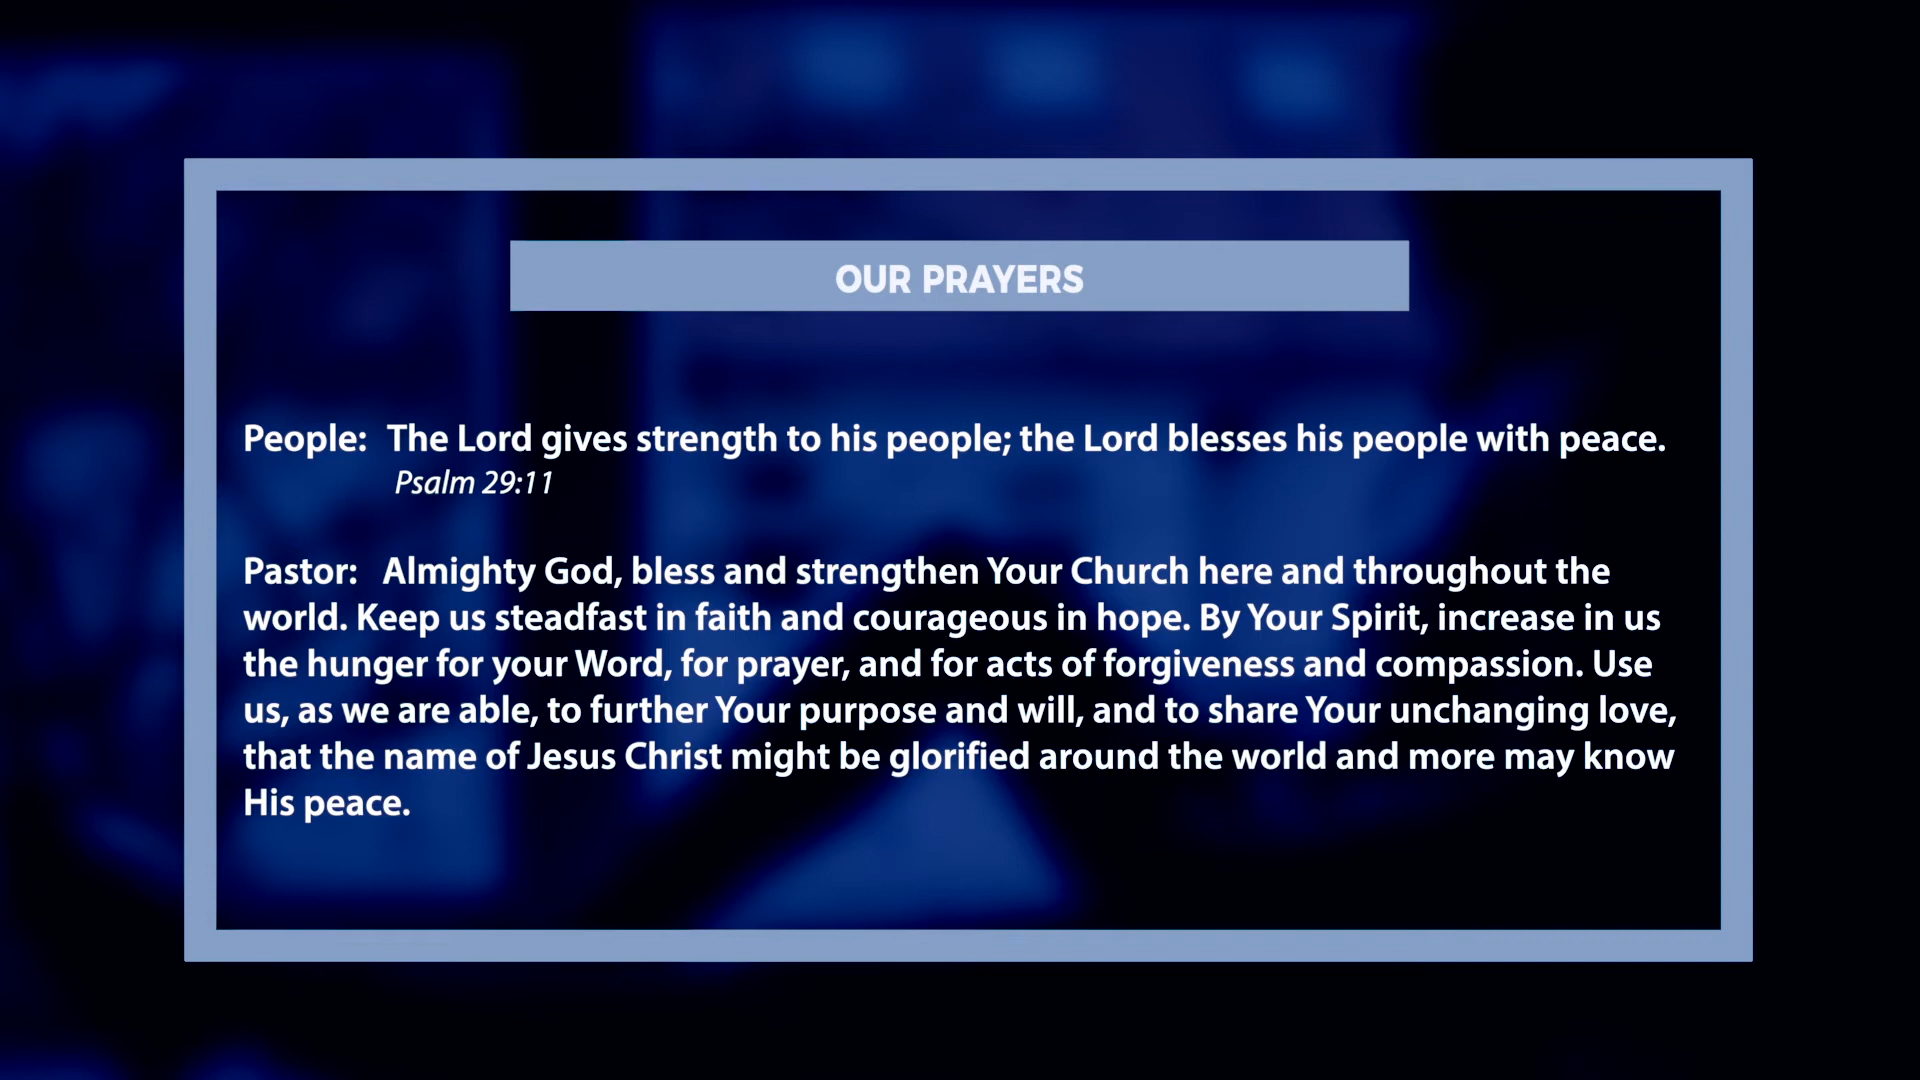 OUR PRAYERS
People: The Lord gives strength to his people; the Lord blesses his people with peace.
Psalm 29:11
Pastor: Almighty God, bless and strengthen Your Church here and throughout the
world. Keep us steadfast in faith and courageous in hope. By Your Spirit, increase in us
the hunger for your Word, for prayer, and for acts of forgiveness and compassion. Use
us, as we are able, to further Your purpose and will, and to share Your unchanging love,
that the name of Jesus Christ might be glorified around the world and more may know
His peace.